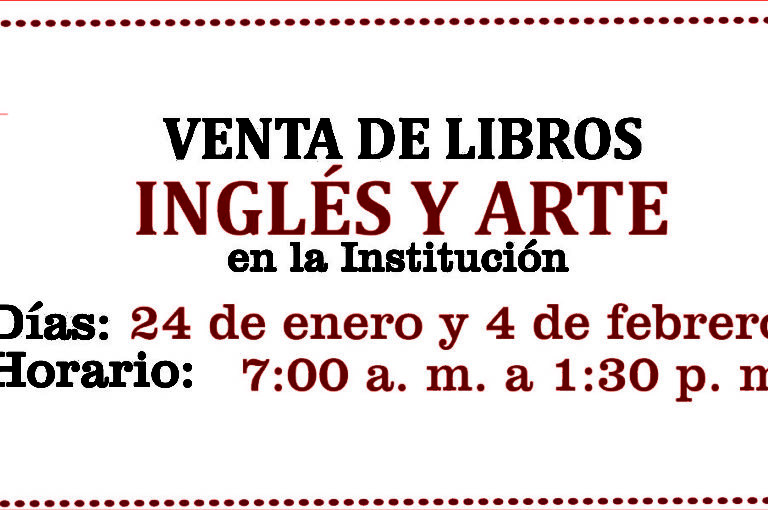 VENTA DE LIBROS
INGLÉS Y ARTE
en la Institución
Días: 24 de enero y 4 de febrero
Horario: 7:00 a. m. a 1:30 p. m